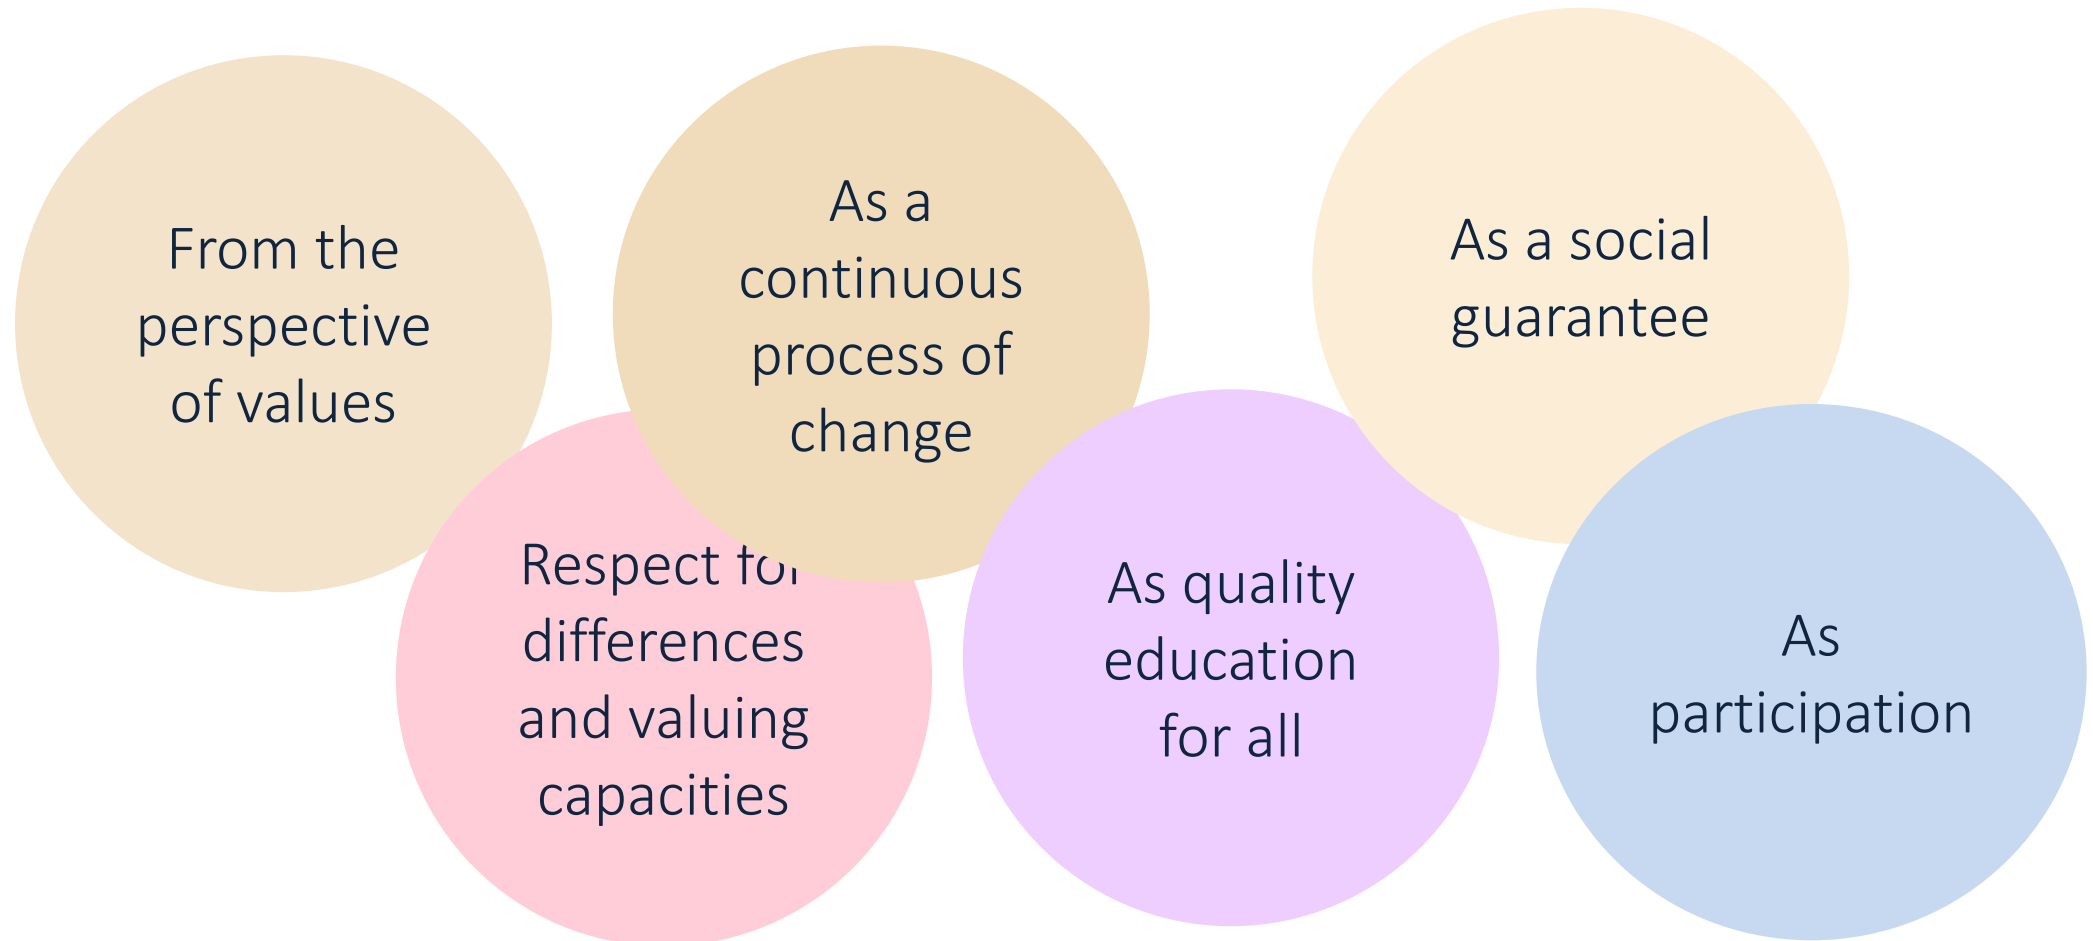 From the
perspective
of values
Respect for
differences
and valuing
capacities
As a
continuous
process of
change
As quality
education
for all
As a social
guarantee
As
participation